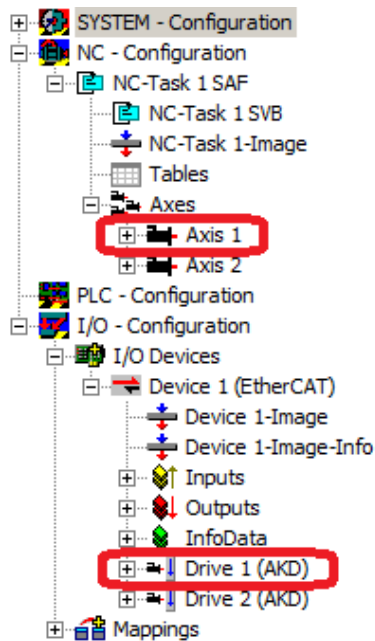 SYSTEM - Configuration
NC - Configuration
NC-Task 1 SAF
NC-Task 1 SVB
NC-Task 1-Image
Tables
Axes
Axis 1
Axis 2
PLC - Configuration
I/O - Configuration
I/O Devices
Device 1 (EtherCAT)
Device 1-Image
Device 1-Image-Info
Inputs
Outputs
InfoData
Drive 1 (AKD)
Drive 2 (AKD)
Mappings